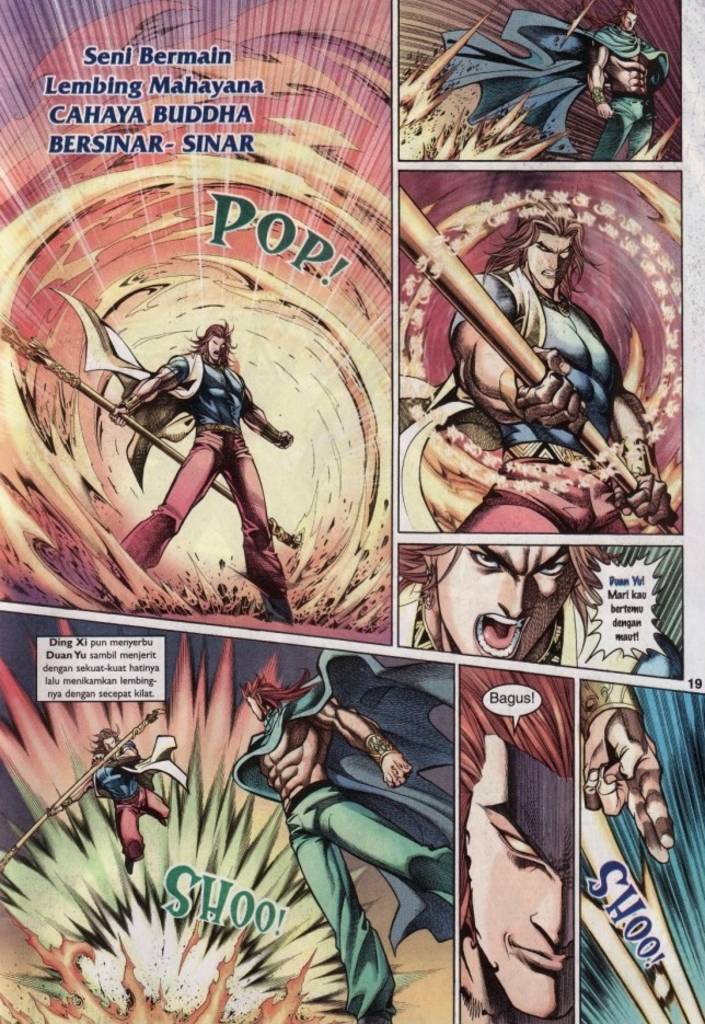 Seni Bermain
Lembing Mahayana
CAHAYA BUDDHA
BERSINAR- SINAR
POP!
Duan Yu!
Mari kau
bertemu
dengan
maut!
19
Ding Xi pun menyerbu
Duan Yu sambil menjerit
dengan sekuat-kuat hatinya
lalu menikamkan lembing-
nya dengan secepat kilat.
SHOO!
Bagus!
SHOO!